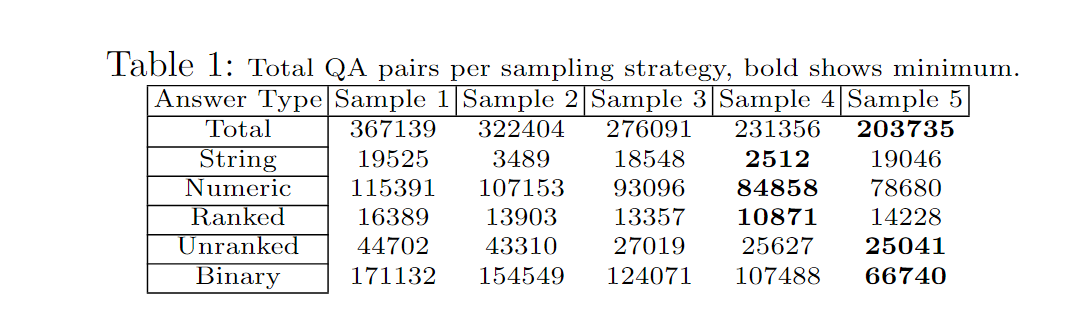 Table 1: Total QA pairs per sampling strategy, bold shows minimum.
Answer Type Sample 1 Sample 2 Sample 3 Sample 4 Sample 5
Total 367139 322404 276091 231356 203735
String 19525 3489 18548 2512 19046
Numeric 115391 107153 93096 84858 78680
Ranked 16389 13903 13357 10871 14228
Unranked 44702 43310 27019 25627 25041
Binary 171132 154549 124071 107488 66740